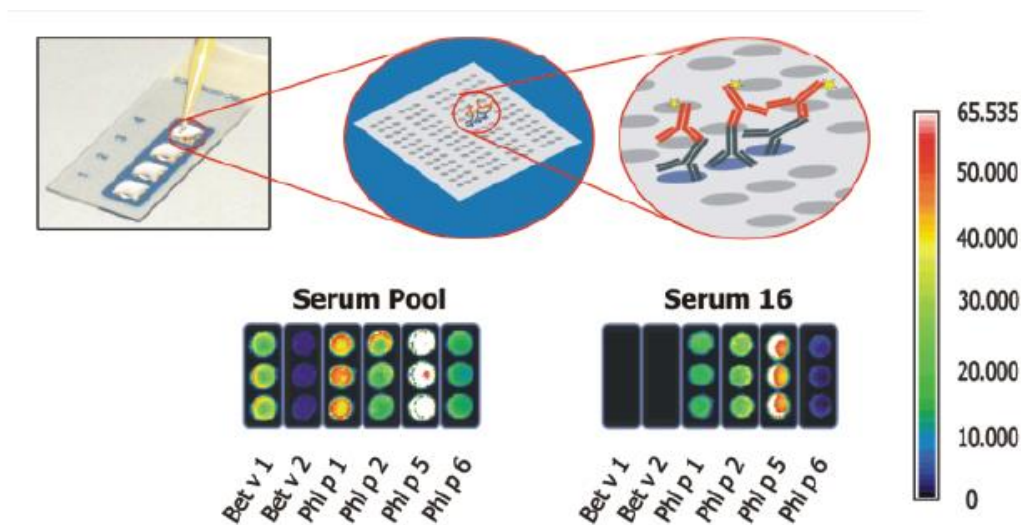 1 2 3 4
65.535
50.000
40.000
30.000
20.000
10.000
0
Serum Pool
Serum 16
Bet v 1
Bet v 2
Phl p 1
Phl p 2
Phl p 5
Phl p 6
Bet v 1
Bet v 2
Phl p 1
Phl p 2
Phl p 5
Phl p 6